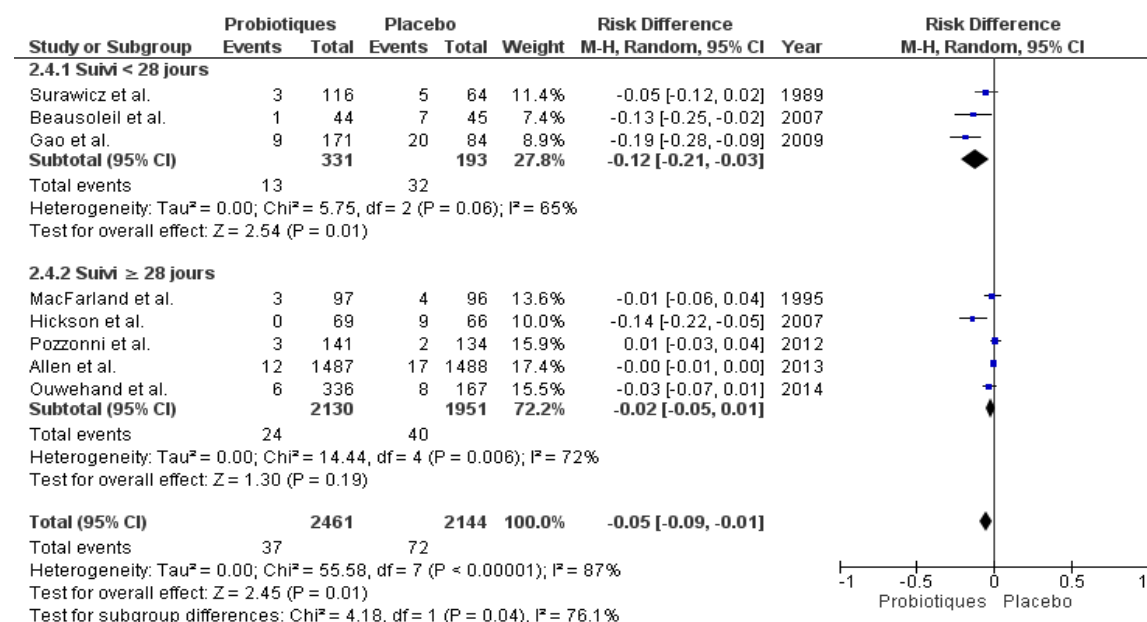 Probiotiques Placebo Risk Difference Risk Difference
Study or Subgroup Events Total Events Total Weight M-H, Random, 95% CI Year M-H, Random, 95% CI
2.4.1 Suivi < 28 jours
Surawicz et al. 3 116 5 64 11.4% -0.05 [-0.12, 0.02] 1989
Beausoleil et al. 1 44 7 45 7.4% -0.13 [-0.25, -0.02] 2007
Gao et al. 9 171 20 84 8.9% -0.19 [-0.28, -0.09] 2009
Subtotal (95% CI) 331 193 27.8% -0.12 [-0.21, -0.03]
Total events 13 32
Heterogeneity: Tau² = 0.00; Chi² = 5.75, df = 2 (P = 0.06); I² = 65%
Test for overall effect: Z = 2.54 (P = 0.01)
2.4.2 Suivi ≥ 28 jours
MacFarland et al. 3 97 4 96 13.6% -0.01 [-0.06, 0.04] 1995
Hickson et al. 0 69 9 66 10.0% -0.14 [-0.22, -0.05] 2007
Pozzonni et al. 3 141 2 134 15.9% 0.01 [-0.03, 0.04] 2012
Allen et al. 12 1487 17 1488 17.4% -0.00 [-0.01, 0.00] 2013
Ouwehand et al. 6 336 8 167 15.5% -0.03 [-0.07, 0.01] 2014
Subtotal (95% CI) 2130 1951 72.2% -0.02 [-0.05, 0.01]
Total events 24 40
Heterogeneity: Tau² = 0.00; Chi² = 14.44, df = 4 (P = 0.006); I² = 72%
Test for overall effect: Z = 1.30 (P = 0.19)
Total (95% CI) 2461 2144 100.0% -0.05 [-0.09, -0.01]
Total events 37 72
Heterogeneity: Tau² = 0.00; Chi² = 55.58, df = 7 (P < 0.00001); I² = 87%
Test for overall effect: Z = 2.45 (P = 0.01)
Test for subgroup differences: Chi² = 4.18, df = 1 (P = 0.04), I² = 76.1%
-1 -0.5 0 0.5 1
Probiotiques Placebo